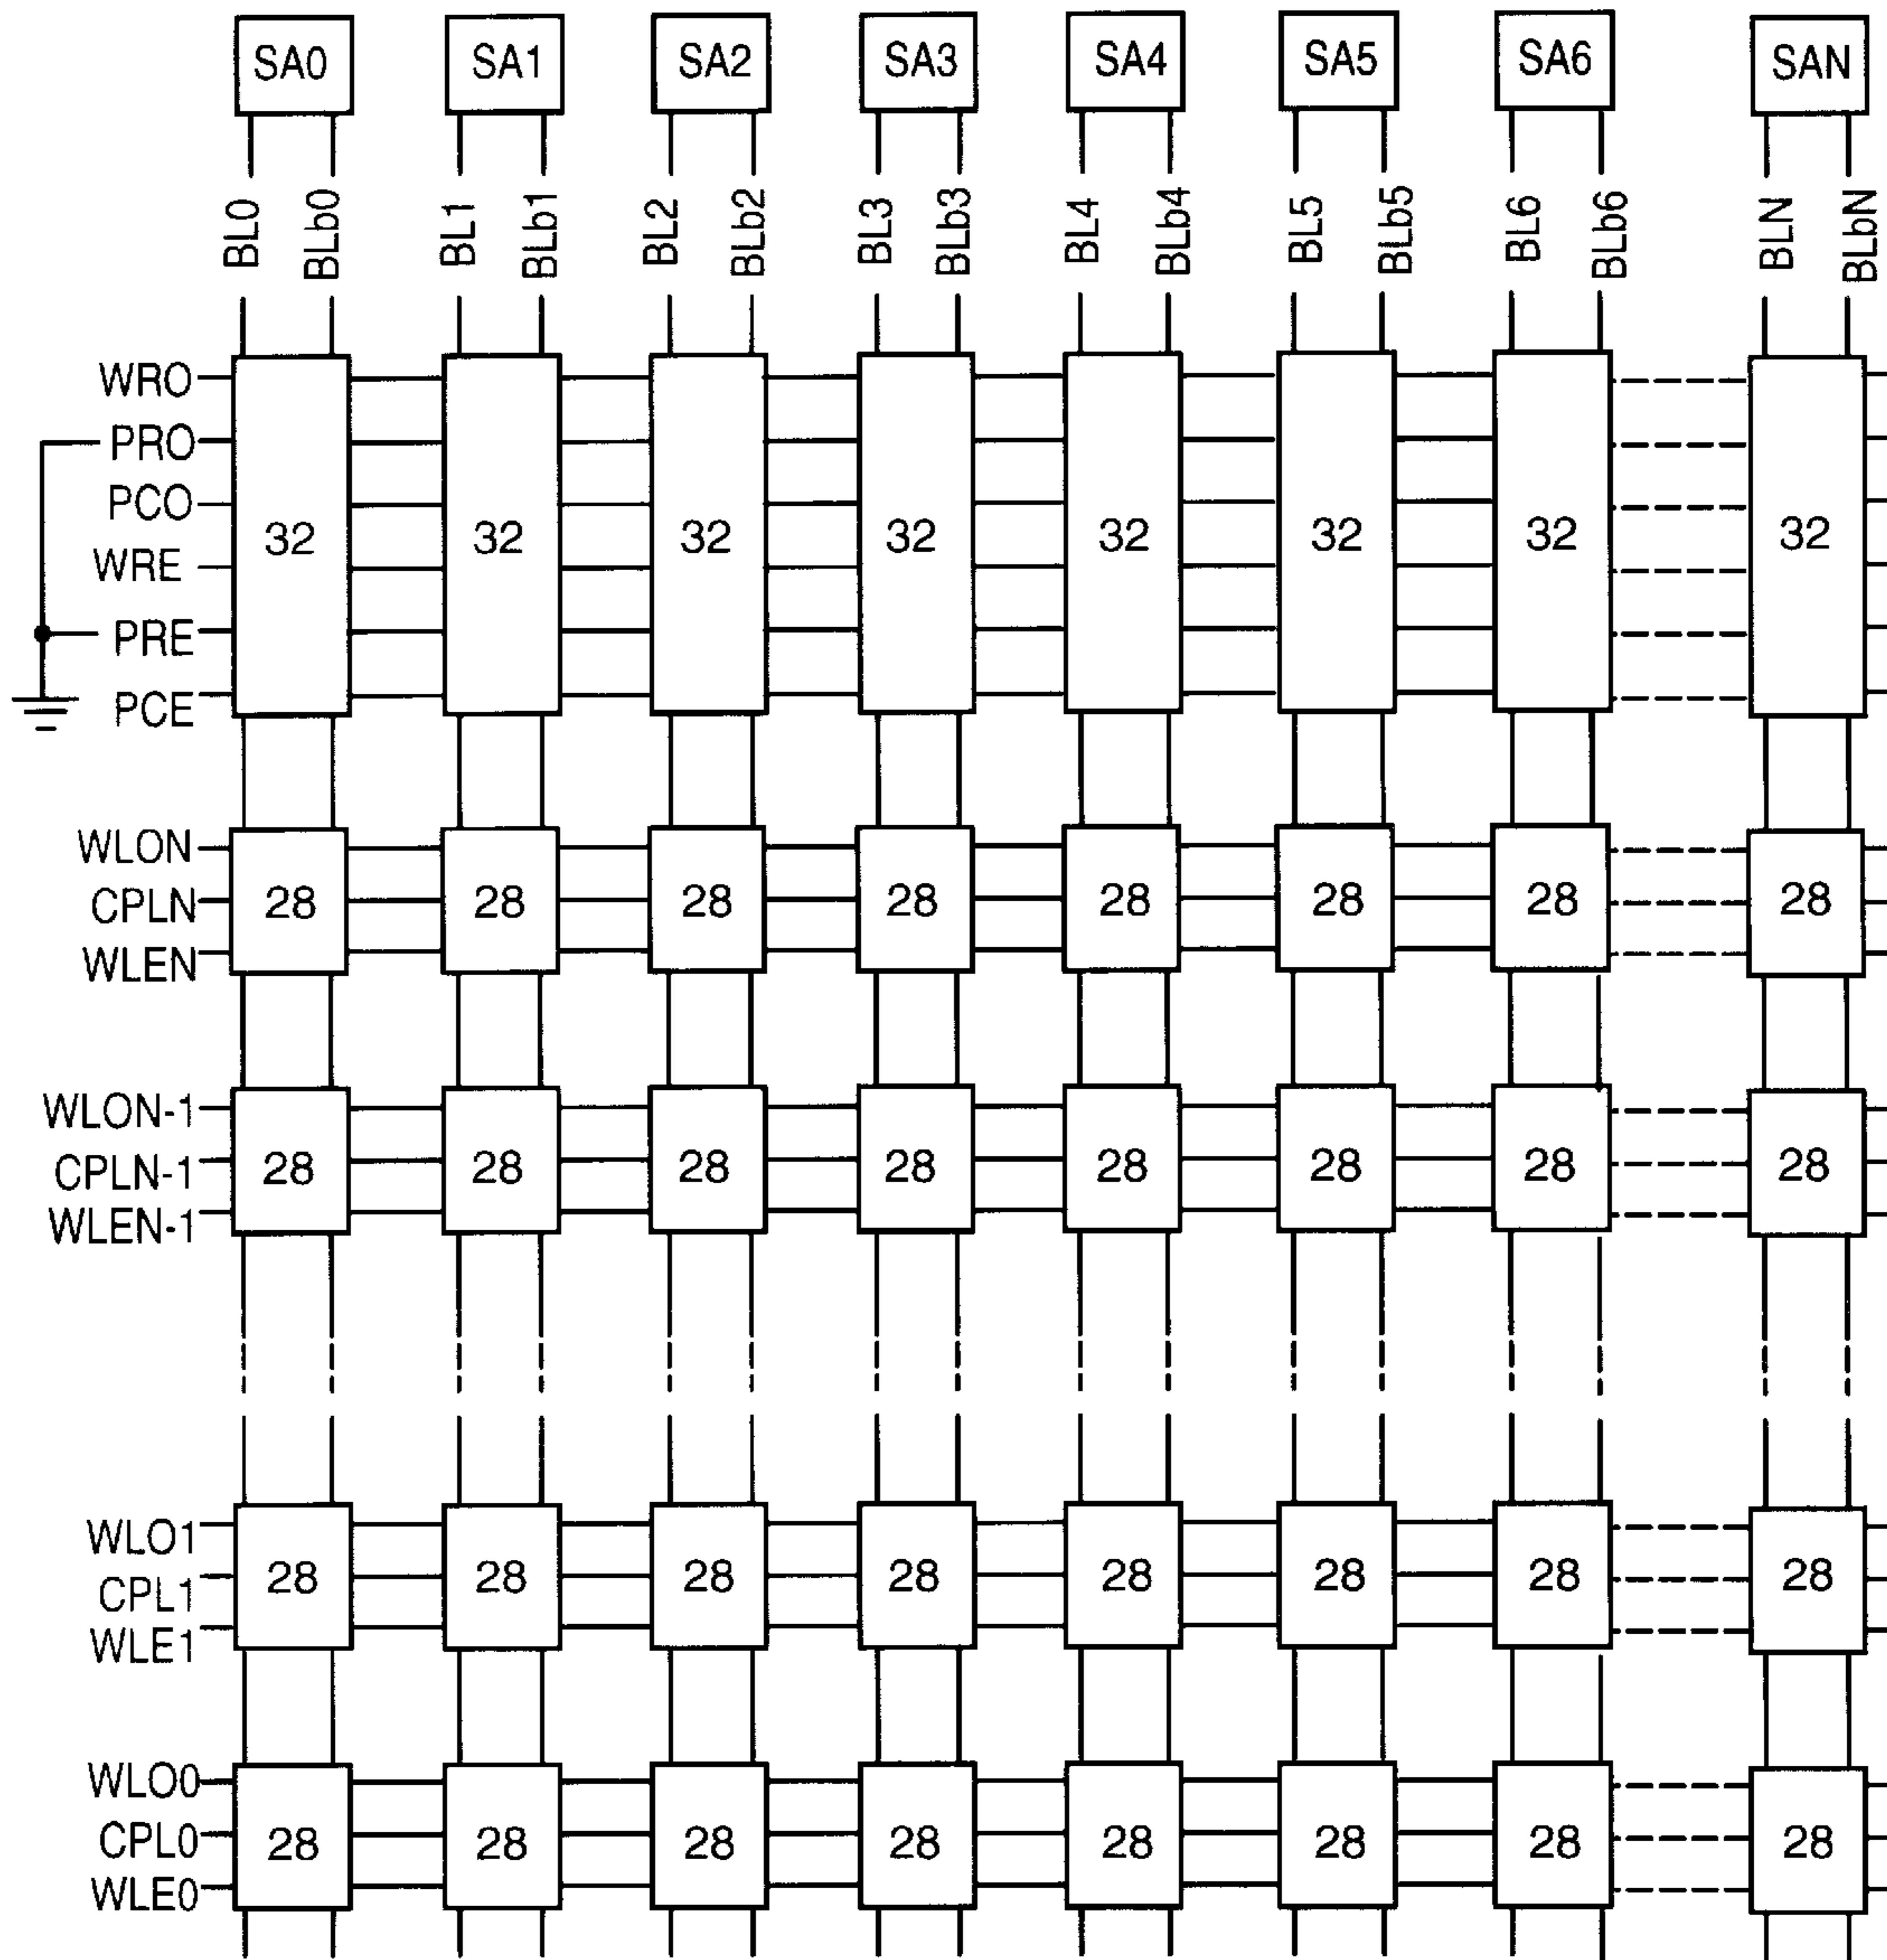 SA0 SA1 SA2 SA3 SA4 SA5 SA6 SAN
BL0 BLb0 BL1 BLb1 BL2 BLb2 BL3 BLb3 BL4 BLb4 BL5 BLb5 BL6 BLb6 BLN BLbN
WRO
PRO
PCO
32 32 32 32 32 32 32 32
WRE
PRE
PCE
WLON
CPLN 28 28 28 28 28 28 28 28
WLEN
WLON-1
CPLN-1 28 28 28 28 28 28 28 28
WLEN-1
WLO1
CPL1 28 28 28 28 28 28 28 28
WLE1
WLO0
CPL0 28 28 28 28 28 28 28 28
WLE0